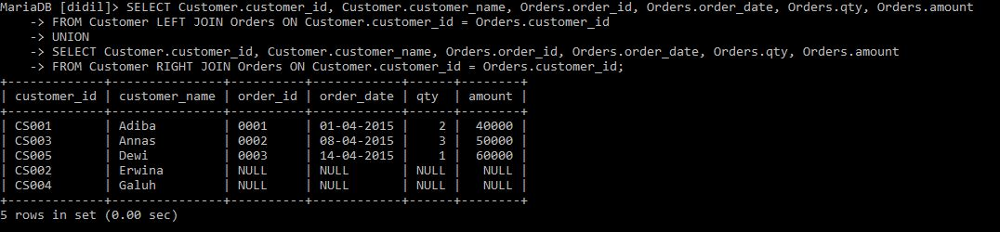 MariaDB [didil]> SELECT Customer.customer_id, Customer.customer_name, Orders.order_id, Orders.order_date, Orders.qty, Orders.amount
    -> FROM Customer LEFT JOIN Orders ON Customer.customer_id = Orders.customer_id
    -> UNION
    -> SELECT Customer.customer_id, Customer.customer_name, Orders.order_id, Orders.order_date, Orders.qty, Orders.amount
    -> FROM Customer RIGHT JOIN Orders ON Customer.customer_id = Orders.customer_id;
+-------------+---------------+----------+------------+------+--------+
| customer_id | customer_name | order_id | order_date | qty  | amount |
+-------------+---------------+----------+------------+------+--------+
| CS001       | Adiba         | 0001     | 01-04-2015 |    2 |  40000 |
| CS003       | Annas         | 0002     | 08-04-2015 |    3 |  50000 |
| CS005       | Dewi          | 0003     | 14-04-2015 |    1 |  60000 |
| CS002       | Erwina        | NULL     | NULL       | NULL |   NULL |
| CS004       | Galuh         | NULL     | NULL       | NULL |   NULL |
+-------------+---------------+----------+------------+------+--------+
5 rows in set (0.00 sec)